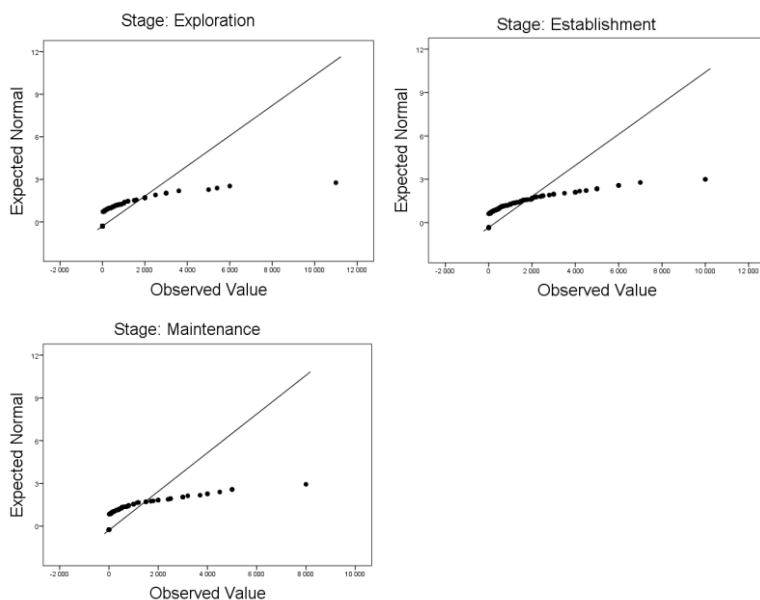 Stage: Exploration
12
9
6
3
0
Expected Normal
-2 000 0 2 000 4 000 6 000 8 000 10 000 12 000
Observed Value
Stage: Establishment
12
9
6
3
0
Expected Normal
-4 000 -2 000 0 2 000 4 000 6 000 8 000 10 000 12 000
Observed Value
Stage: Maintenance
12
9
6
3
0
Expected Normal
-2 000 0 2 000 4 000 6 000 8 000 10 000
Observed Value